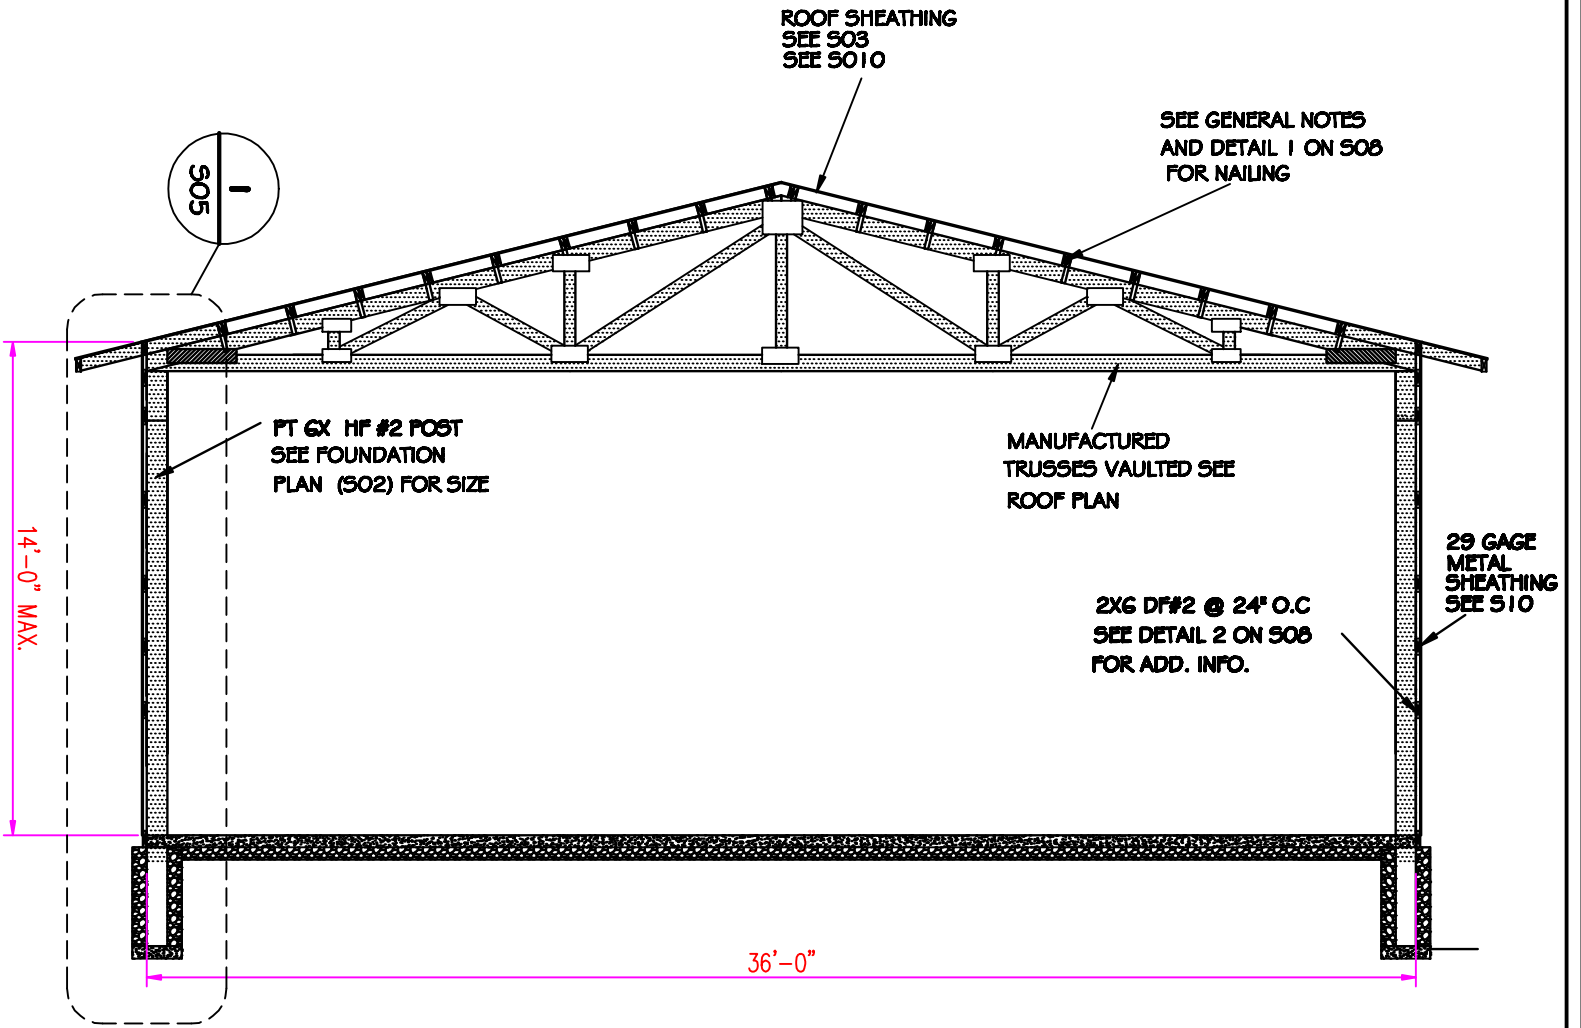 ROOF SHEATHING
SEE S03
SEE S010
SEE GENERAL NOTES
AND DETAIL 1 ON S08
FOR NAILING
1
S05
PT 6X HF #2 POST
SEE FOUNDATION
PLAN (S02) FOR SIZE
MANUFACTURED
TRUSSES VAULTED SEE
ROOF PLAN
14'-0" MAX.
29 GAGE
METAL
SHEATHING
SEE S10
2X6 DF#2 @ 24" O.C
SEE DETAIL 2 ON S08
FOR ADD. INFO.
36'-0"